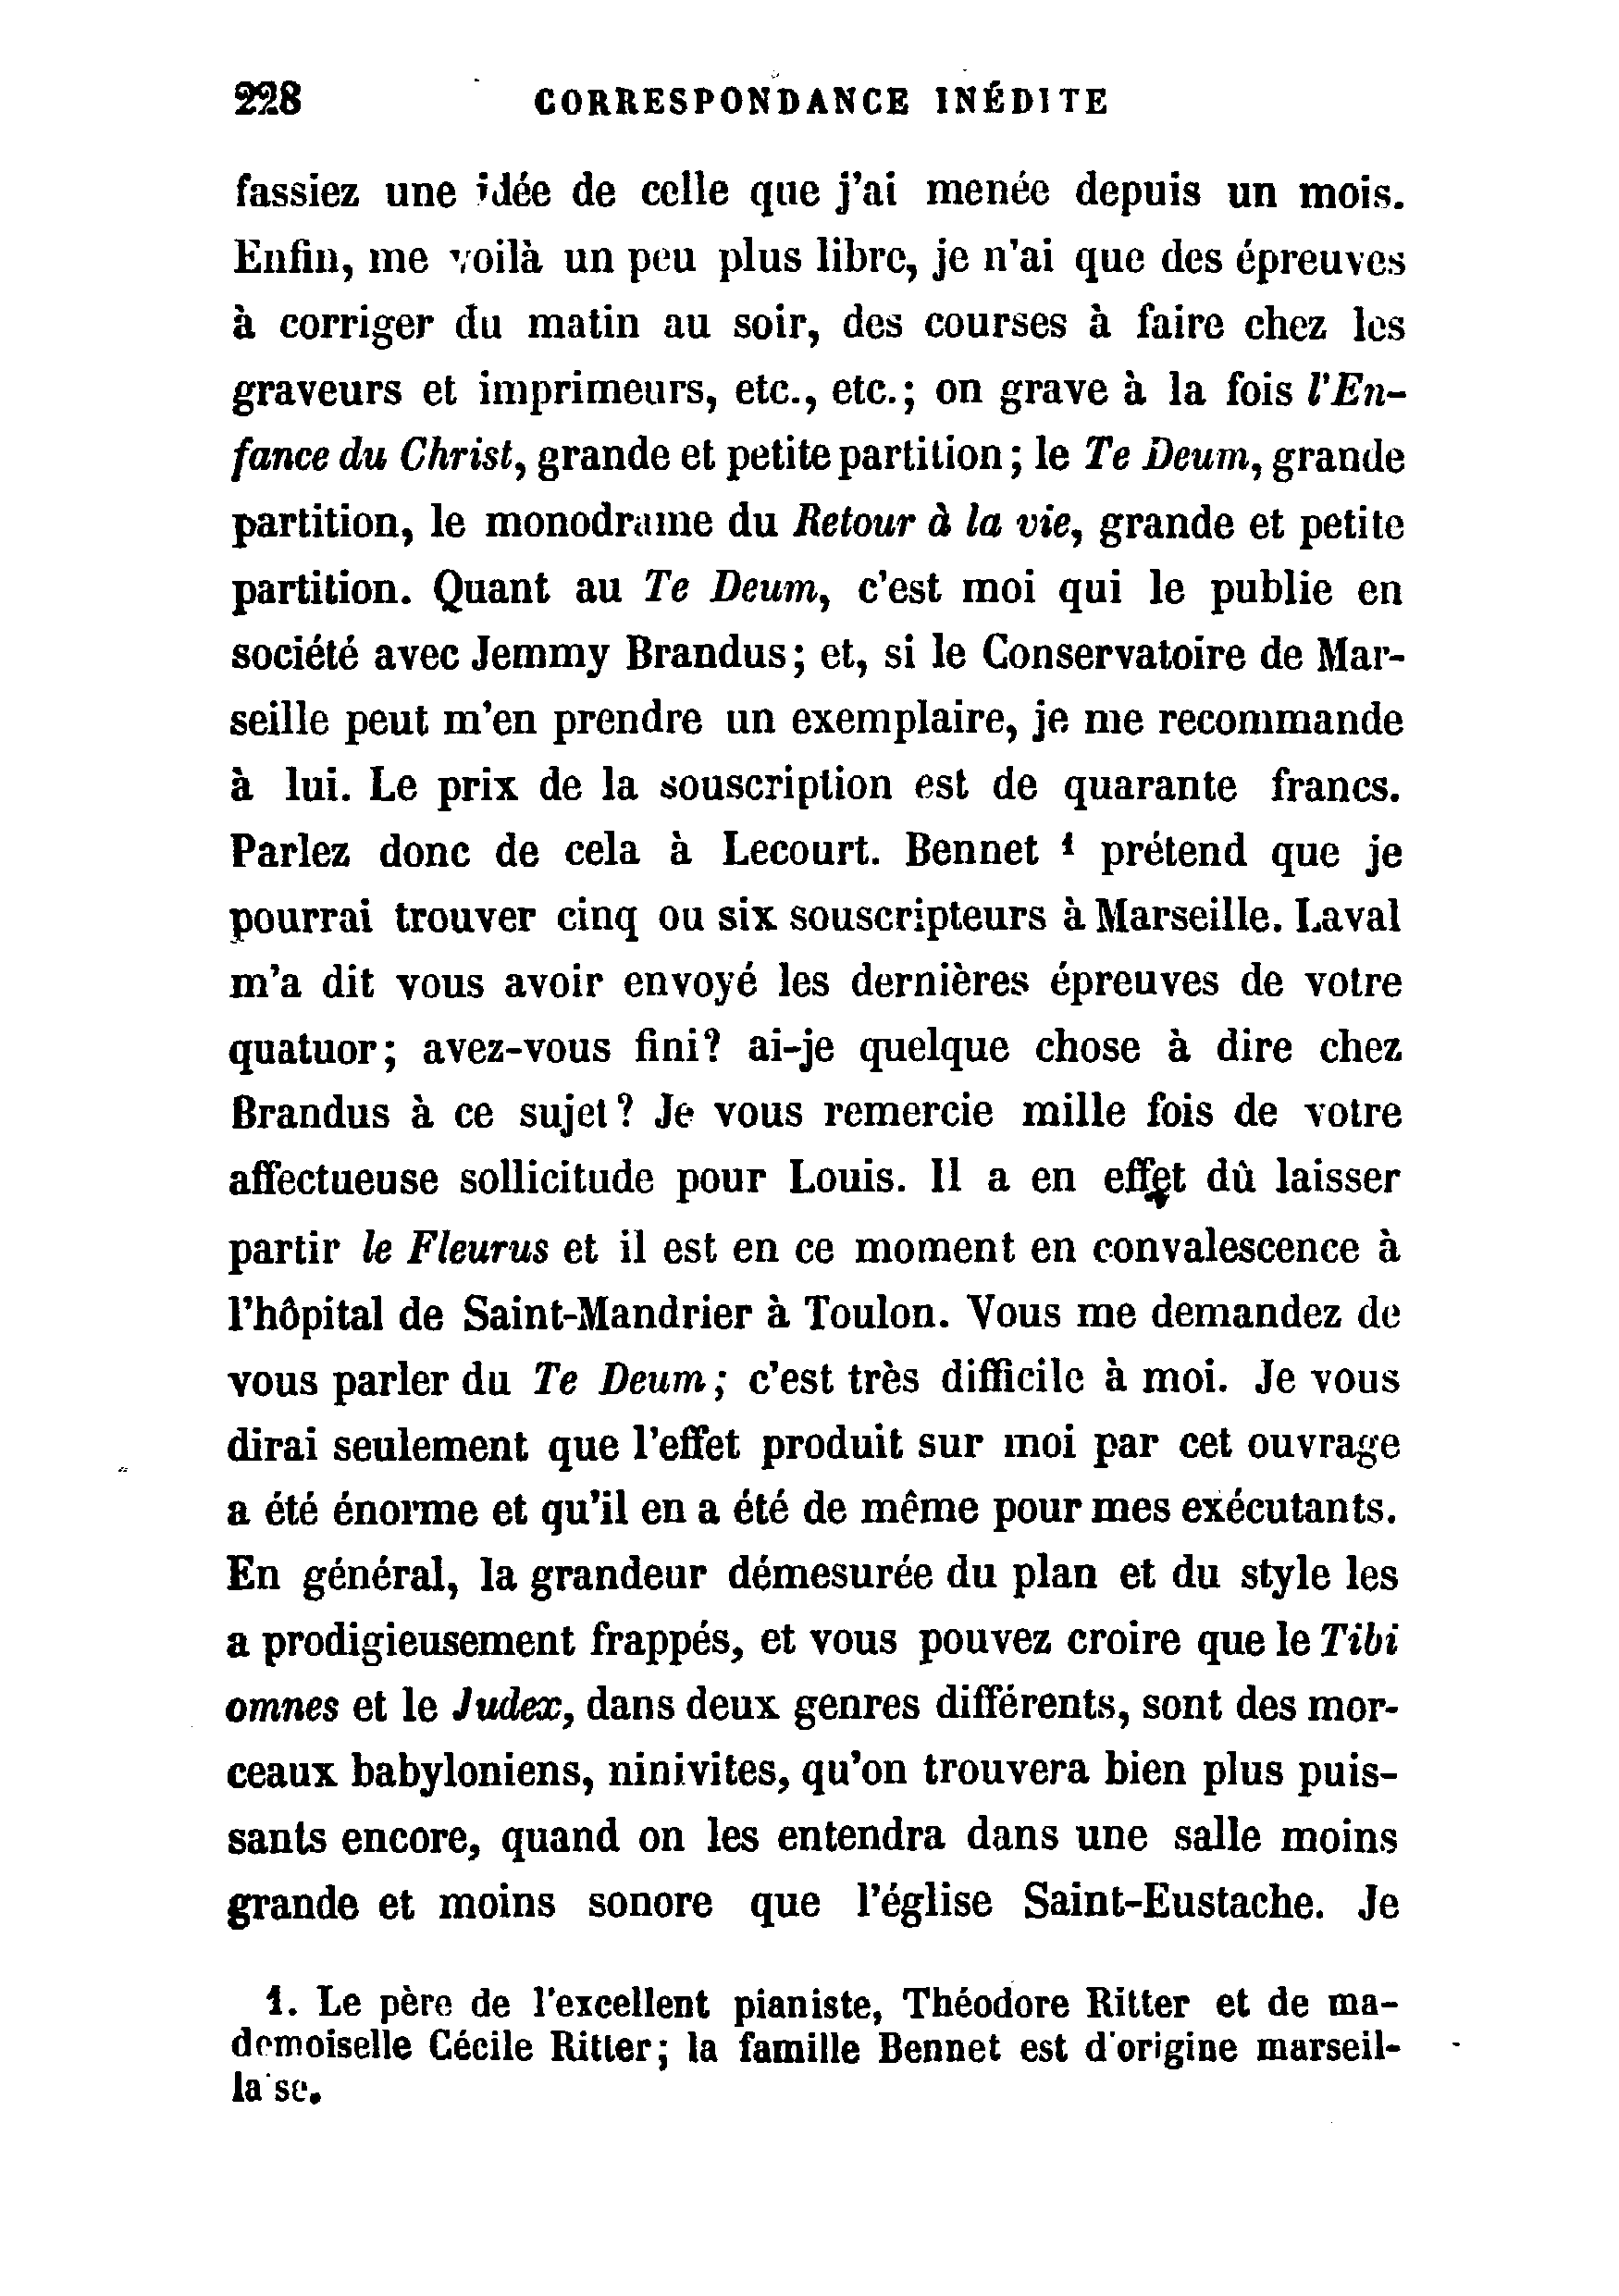 228 CORRESPONDANCE INÉDITE
fassiez une idée de celle que j'ai menée depuis un mois.
Enfin, me voilà un peu plus libre, je n'ai que des épreuves
à corriger du matin au soir, des courses à faire chez les
graveurs et imprimeurs, etc., etc.; on grave à la fois l'En-
fance du Christ, grande et petite partition; le Te Deum, grande
partition, le monodrame du Retour à la vie, grande et petite
partition. Quant au Te Deum, c'est moi qui le publie en
société avec Jemmy Brandus; et, si le Conservatoire de Mar-
seille peut m'en prendre un exemplaire, je me recommande
à lui. Le prix de la souscription est de quarante francs.
Parlez donc de cela à Lecourt. Bennet 1 prétend que je
pourrai trouver cinq ou six souscripteurs à Marseille. Laval
m'a dit vous avoir envoyé les dernières épreuves de votre
quatuor; avez-vous fini? ai-je quelque chose à dire chez
Brandus à ce sujet? Je vous remercie mille fois de votre
affectueuse sollicitude pour Louis. Il a en effet dû laisser
partir le Fleurus et il est en ce moment en convalescence à
l'hôpital de Saint-Mandrier à Toulon. Vous me demandez de
vous parler du Te Deum; c'est très difficile à moi. Je vous
dirai seulement que l'effet produit sur moi par cet ouvrage
a été énorme et qu'il en a été de même pour mes exécutants.
En général, la grandeur démesurée du plan et du style les
a prodigieusement frappés, et vous pouvez croire que le Tibi
omnes et le Judex, dans deux genres différents, sont des mor-
ceaux babyloniens, ninivites, qu'on trouvera bien plus puis-
sants encore, quand on les entendra dans une salle moins
grande et moins sonore que l'église Saint-Eustache. Je
1. Le père de l'excellent pianiste, Théodore Ritter et de ma-
demoiselle Cécile Ritter; la famille Bennet est d'origine marseil-
laise.